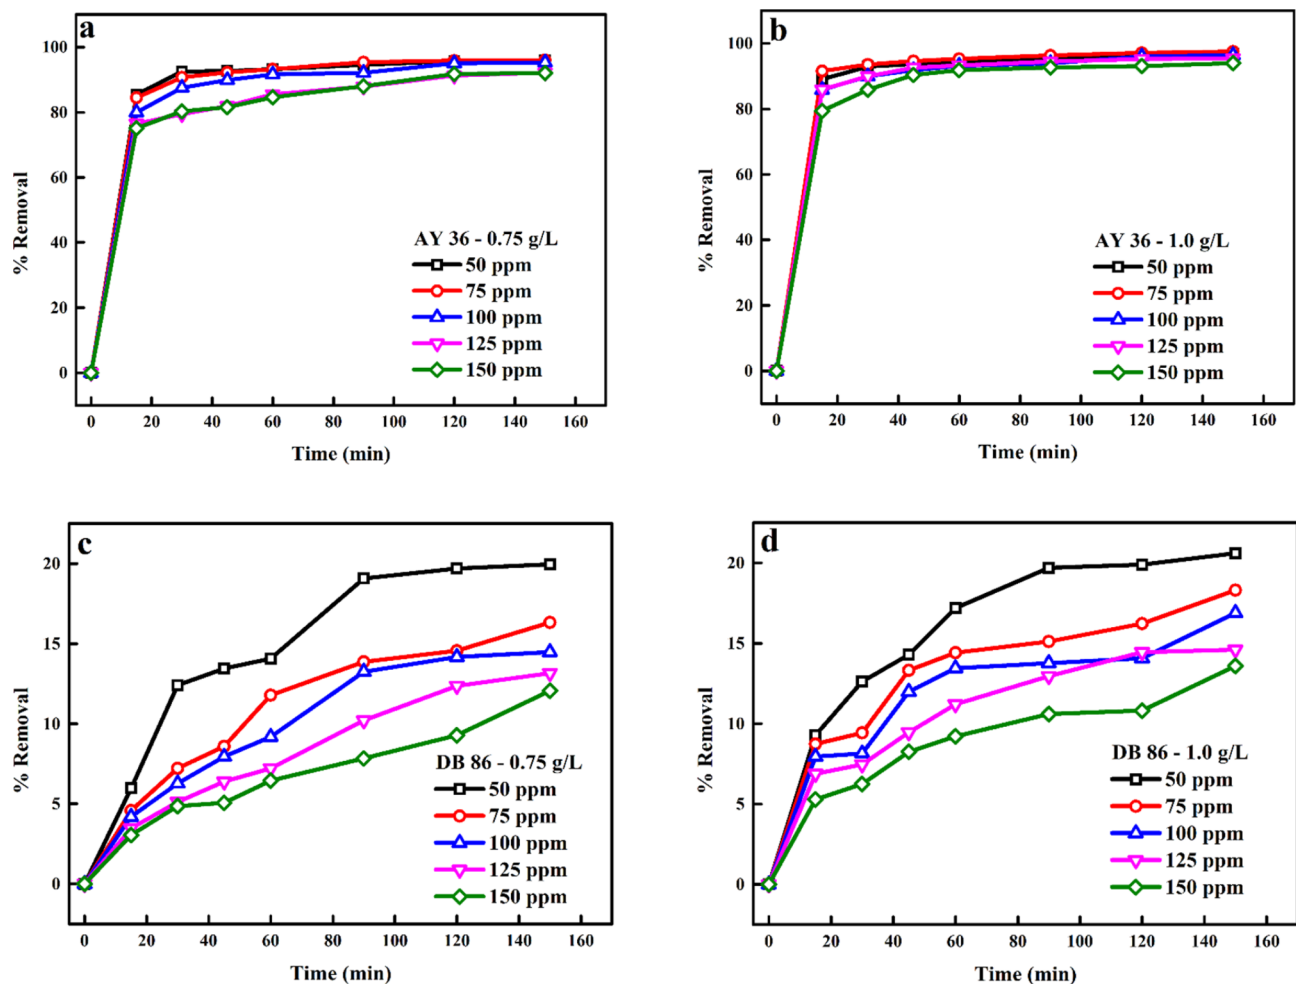 a
% Removal
100
80
60
40
20
0
AY 36 - 0.75 g/L
50 ppm
75 ppm
100 ppm
125 ppm
150 ppm
0 20 40 60 80 100 120 140 160
Time (min)
b
% Removal
100
80
60
40
20
0
AY 36 - 1.0 g/L
50 ppm
75 ppm
100 ppm
125 ppm
150 ppm
0 20 40 60 80 100 120 140 160
Time (min)
c
% Removal
20
15
10
5
0
DB 86 - 0.75 g/L
50 ppm
75 ppm
100 ppm
125 ppm
150 ppm
0 20 40 60 80 100 120 140 160
Time (min)
d
% Removal
20
15
10
5
0
DB 86 - 1.0 g/L
50 ppm
75 ppm
100 ppm
125 ppm
150 ppm
0 20 40 60 80 100 120 140 160
Time (min)